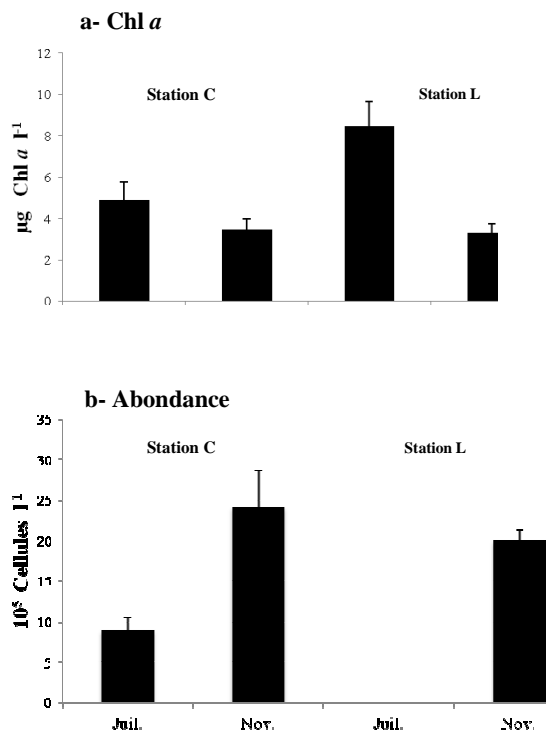 a- Chl a
12
10
8
6
4
2
0
µg Chl a l-1
Station C
Station L
b- Abondance
35
30
25
20
15
10
5
0
10⁵ Cellules l-1
Station C
Station L
Juil. Nov. Juil. Nov.